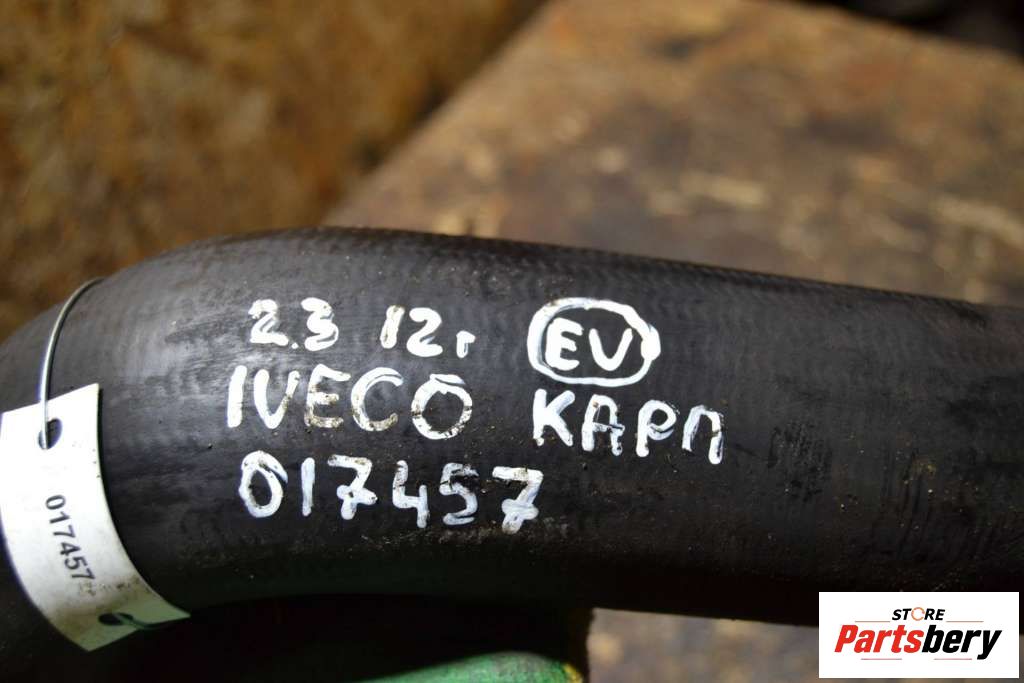 2.3 12г EV
IVECO КАРП
017457
017457
STORE
Partsbery